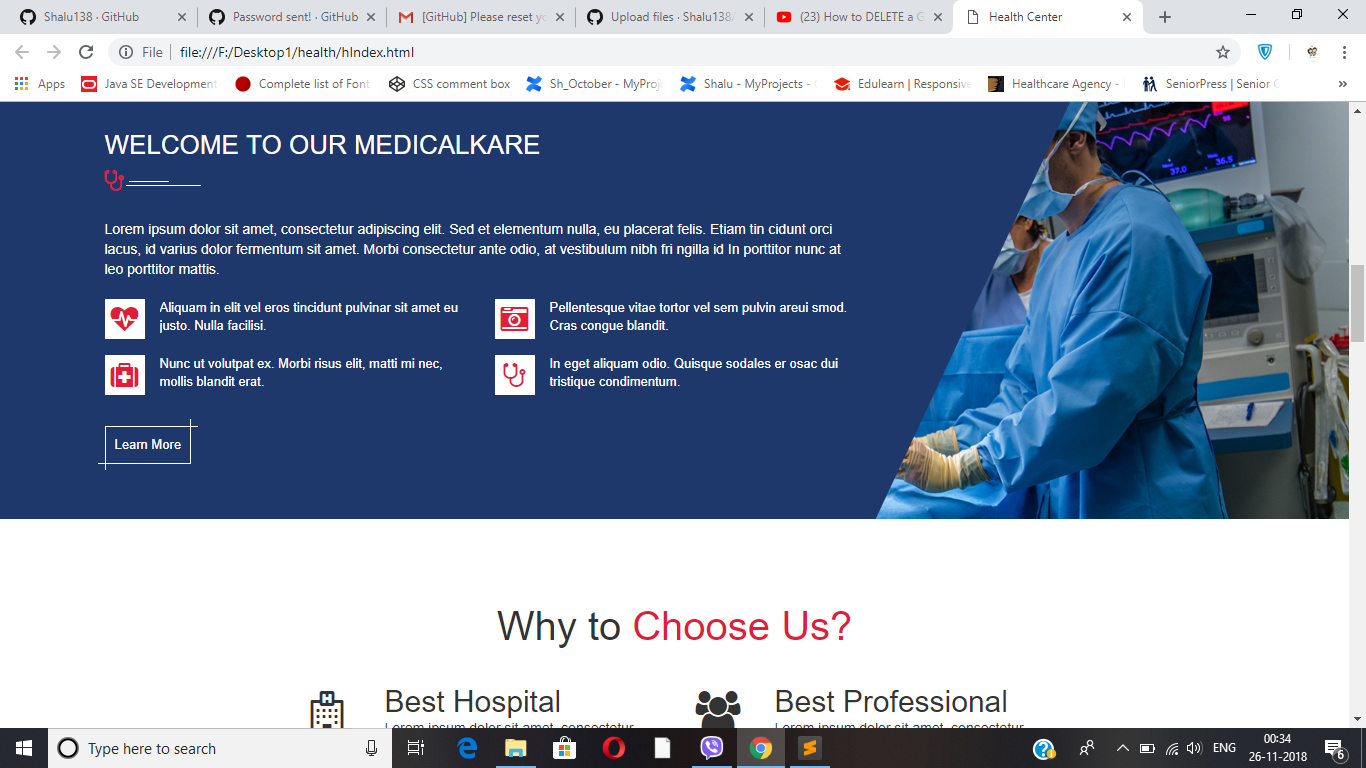 Shalu138 · GitHub
Password sent! · GitHub
[GitHub] Please reset yo
Upload files · Shalu138/
(23) How to DELETE a G
Health Center
File
file:///F:/Desktop1/health/hIndex.html
Apps
Java SE Development
Complete list of Font
CSS comment box
Sh_October - MyProj
Shalu - MyProjects -
Edulearn | Responsive
Healthcare Agency -
SeniorPress | Senior C
WELCOME TO OUR MEDICALKARE
Lorem ipsum dolor sit amet, consectetur adipiscing elit. Sed et elementum nulla, eu placerat felis. Etiam tin cidunt orci
lacus, id varius dolor fermentum sit amet. Morbi consectetur ante odio, at vestibulum nibh fri ngilla id In porttitor nunc at
leo porttitor mattis.
Aliquam in elit vel eros tincidunt pulvinar sit amet eu
justo. Nulla facilisi.
Pellentesque vitae tortor vel sem pulvin areui smod.
Cras congue blandit.
Nunc ut volutpat ex. Morbi risus elit, matti mi nec,
mollis blandit erat.
In eget aliquam odio. Quisque sodales er osac dui
tristique condimentum.
Learn More
37.0
36.5
Why to Choose Us?
Best Hospital
Lorem ipsum dolor sit amet, consectetur
Best Professional
Lorem ipsum dolor sit amet, consectetur
Type here to search
ENG
00:34
26-11-2018
6